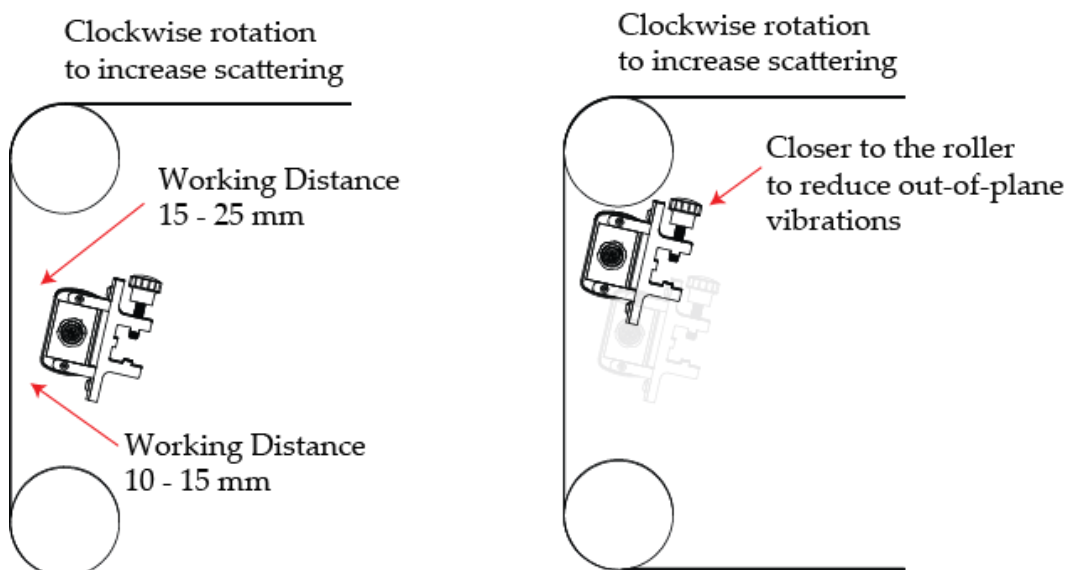 Clockwise rotation
to increase scattering
Working Distance
15 - 25 mm
Working Distance
10 - 15 mm
Clockwise rotation
to increase scattering
Closer to the roller
to reduce out-of-plane
vibrations